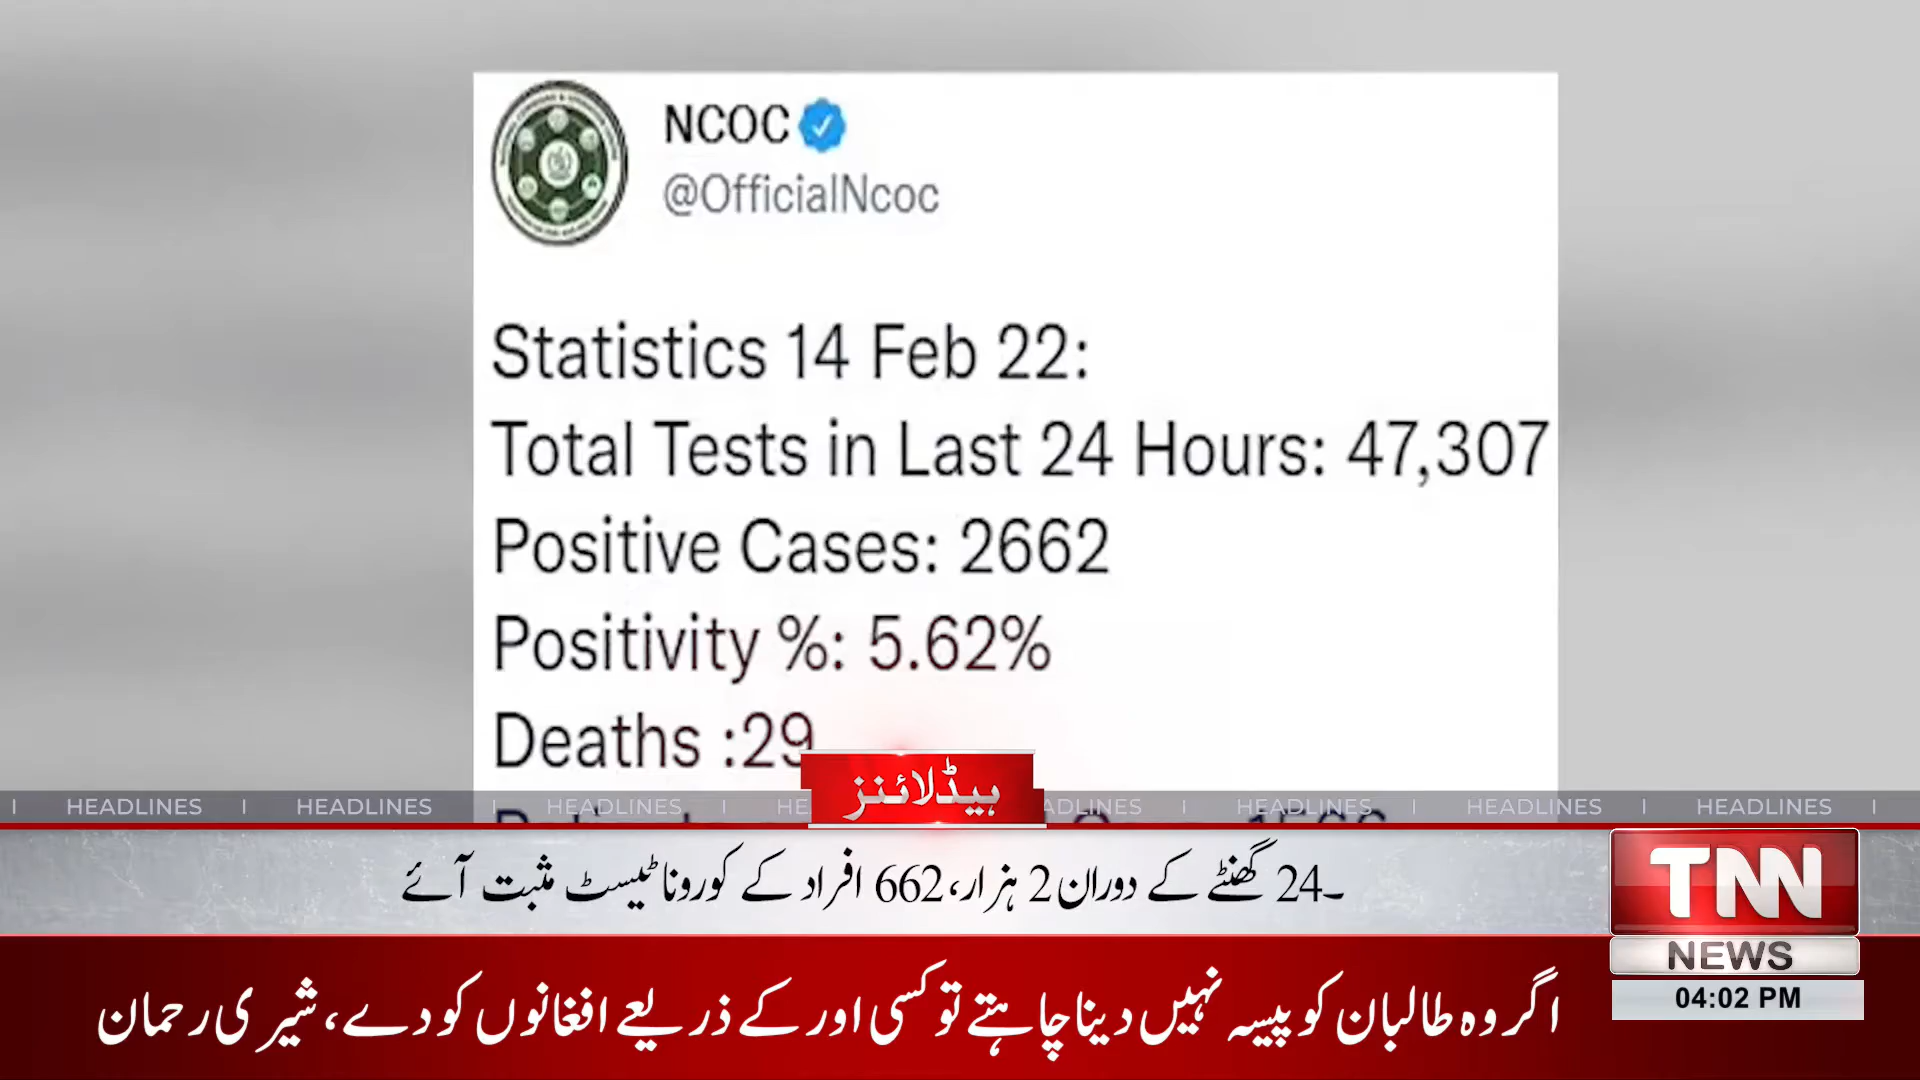 NCOC
@OfficialNcoc
Statistics 14 Feb 22:
Total Tests in Last 24 Hours: 47,307
Positive Cases: 2662
Positivity %: 5.62%
Deaths :29
ہیڈلائنز
HEADLINES HEADLINES HEADLINES HEADLINES HEADLINES HEADLINES
۔24 گھنٹے کے دوران 2 ہزار، 662 افراد کے کورونا ٹیسٹ مثبت آئے
TNN
NEWS
04:02 PM
اگر وہ طالبان کو پیسہ نہیں دینا چاہتے تو کسی اور کے ذریعے افغانوں کو دے، شیری رحمان